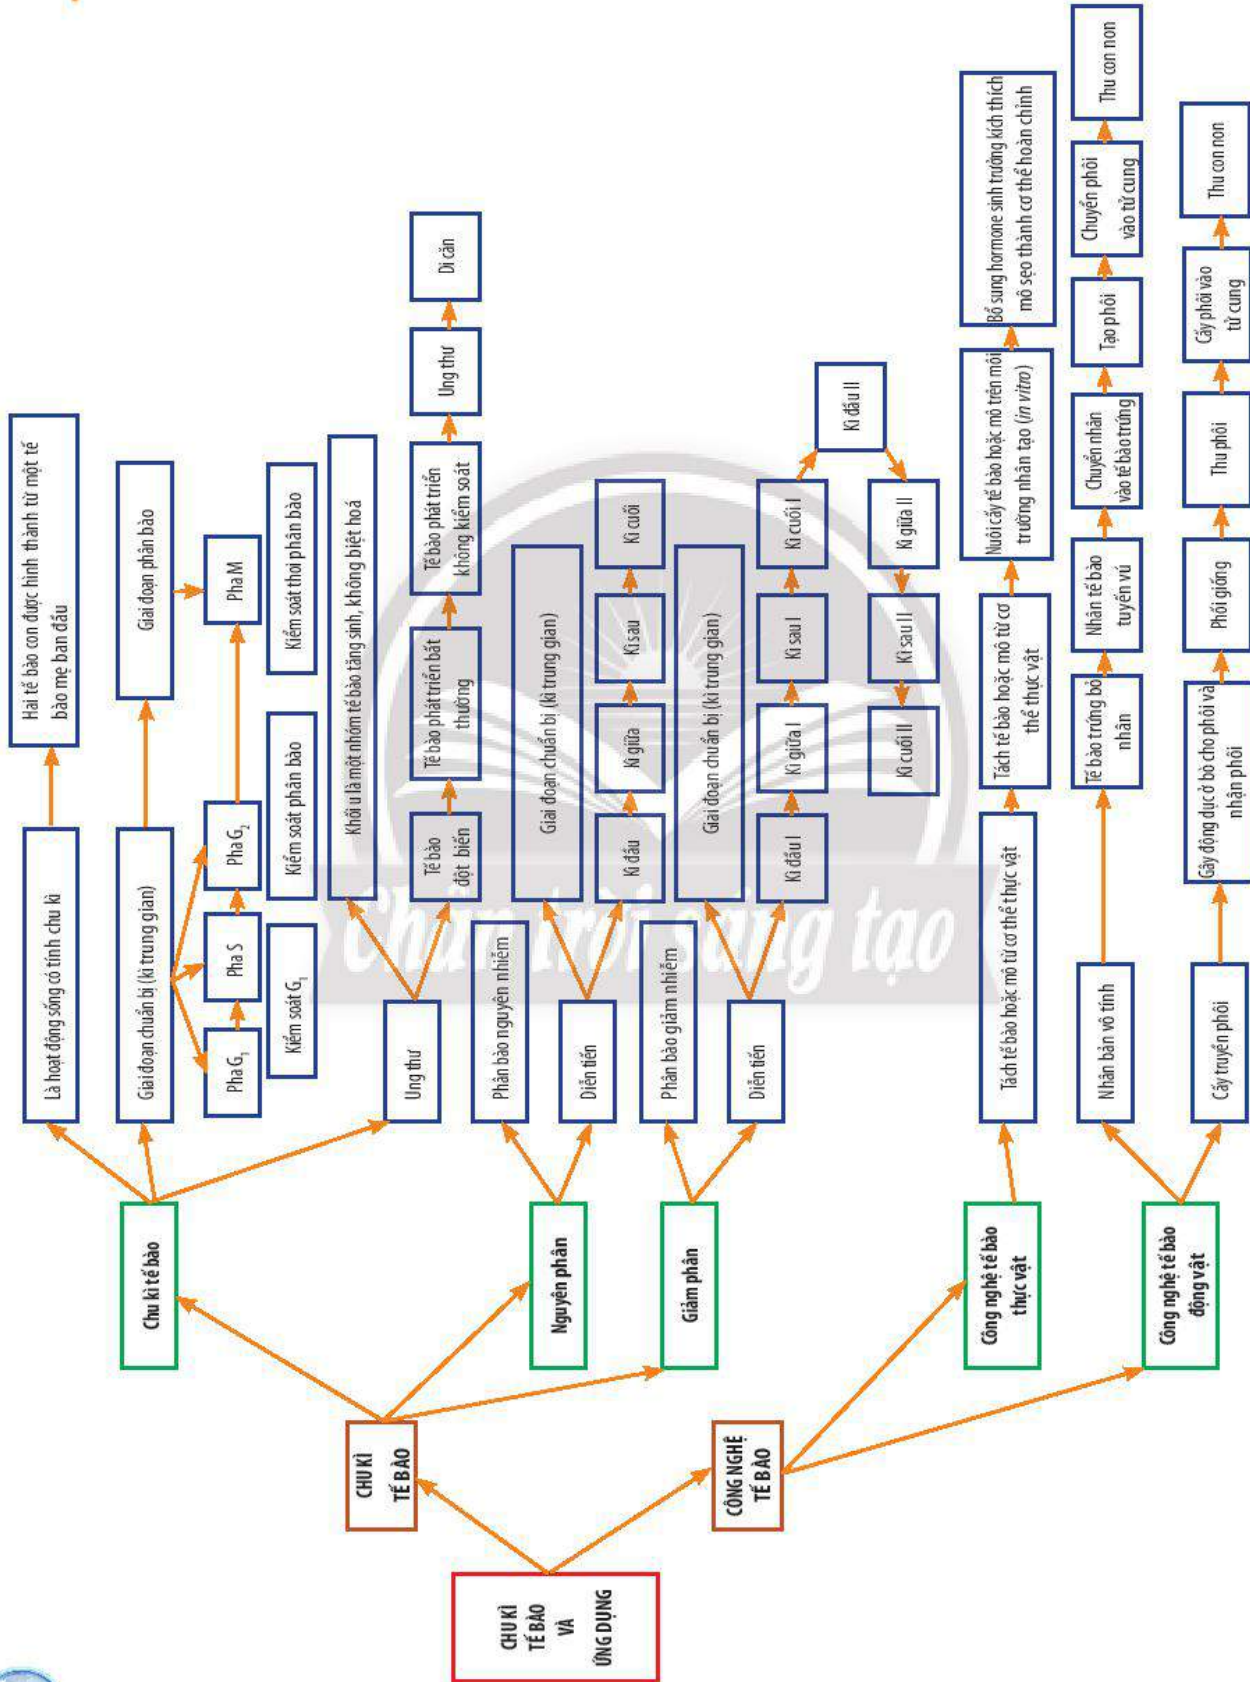 CHU KÌ
TẾ BÀO
VÀ
ỨNG DỤNG
CHU KÌ
TẾ BÀO
CÔNG NGHỆ
TẾ BÀO
Chu kì tế bào
Là hoạt động sống có tính chu kì
Hai tế bào con được hình thành từ một tế
bào mẹ ban đầu
Giai đoạn chuẩn bị (kì trung gian)
Giai đoạn phân bào
Pha G₁
Pha S
Pha G₂
Pha M
Kiểm soát G₁
Kiểm soát phân bào
Kiểm soát thoi phân bào
Ung thư
Khối u là một nhóm tế bào tăng sinh, không biệt hoá
Tế bào
đột biến
Tế bào phát triển bất
thường
Tế bào phát triển
không kiểm soát
Ung thư
Di căn
Nguyên phân
Phân bào nguyên nhiễm
Diễn tiến
Giai đoạn chuẩn bị (kì trung gian)
Kì đầu
Kì giữa
Kì sau
Kì cuối
Giảm phân
Phân bào giảm nhiễm
Diễn tiến
Giai đoạn chuẩn bị (kì trung gian)
Kì đầu I
Kì giữa I
Kì sau I
Kì cuối I
Kì đầu II
Kì giữa II
Kì sau II
Kì cuối II
Chân trời sáng tạo
Công nghệ tế bào
thực vật
Tách tế bào hoặc mô từ cơ thể thực vật
Tách tế bào hoặc mô từ cơ
thể thực vật
Nuôi cấy tế bào hoặc mô trên môi
trường nhân tạo (in vitro)
Bổ sung hormone sinh trưởng kích thích
mô sẹo thành cơ thể hoàn chỉnh
Công nghệ tế bào
động vật
Nhân bản vô tính
Tế bào trứng bỏ
nhân
Nhân tế bào
tuyến vú
Chuyển nhân
vào tế bào trứng
Tạo phôi
Chuyển phôi
vào tử cung
Thu con non
Cấy truyền phôi
Gây động dục ở bò cho phôi và
nhận phôi
Phối giống
Thu phôi
Cấy phôi vào
tử cung
Thu con non